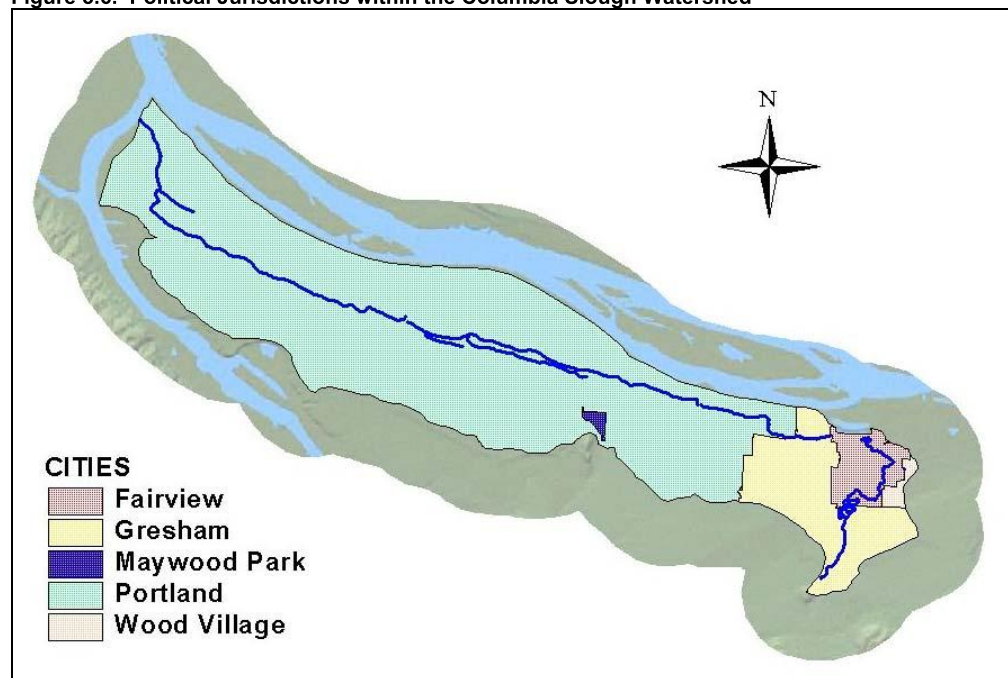 Figure Political Jurisdictions within the Columbia Slough Watershed
N
CITIES
Fairview
Gresham
Maywood Park
Portland
Wood Village